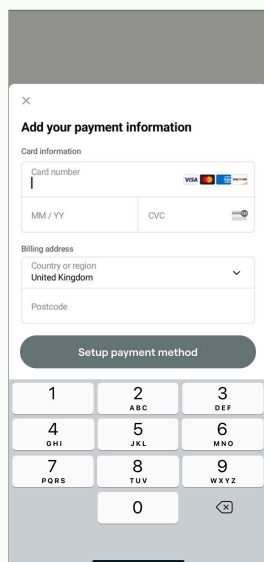 Add your payment information
Card information
Card number
VISA
MM / YY
CVC
Billing address
Country or region
United Kingdom
Postcode
Setup payment method
1
2
ABC
3
DEF
4
GHI
5
JKL
6
MNO
7
PQRS
8
TUV
9
WXYZ
0